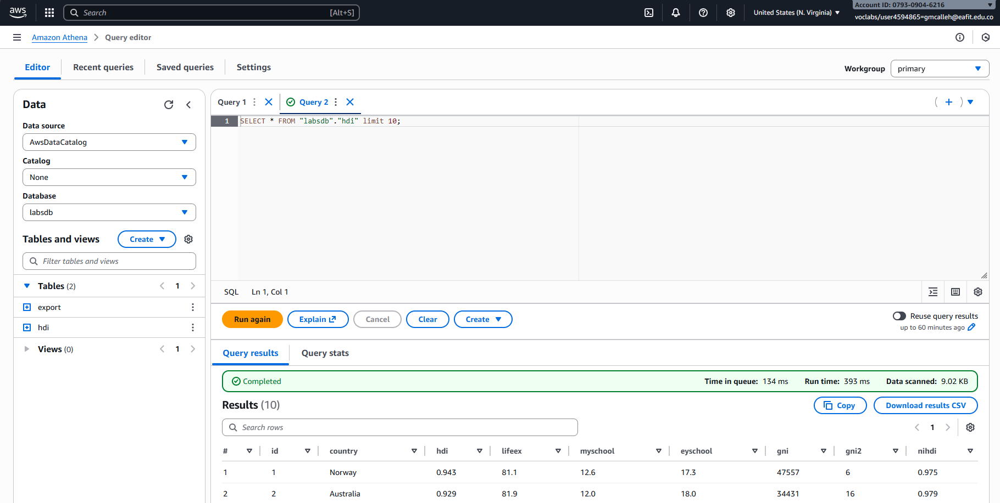 aws
Search [Alt+S]
United States (N. Virginia)
Account ID: 0793-0904-6216
voclabs/user4594865=gmcalleh@eafit.edu.co
Amazon Athena > Query editor
Editor Recent queries Saved queries Settings
Workgroup primary
Data
Data source
AwsDataCatalog
Catalog
None
Database
labsdb
Tables and views Create
Filter tables and views
Tables (2) 1
export
hdi
Views (0) 1
Query 1 Query 2
1 SELECT * FROM "labsdb"."hdi" limit 10;
SQL Ln 1, Col 1
Run again Explain Cancel Clear Create
Reuse query results
up to 60 minutes ago
Query results Query stats
Completed Time in queue: 134 ms Run time: 393 ms Data scanned: 9.02 KB
Results (10) Copy Download results CSV
Search rows 1
# id country hdi lifeex myschool eyschool gni gni2 nihdi
1 1 Norway 0.943 81.1 12.6 17.3 47557 6 0.975
2 2 Australia 0.929 81.9 12.0 18.0 34431 16 0.979